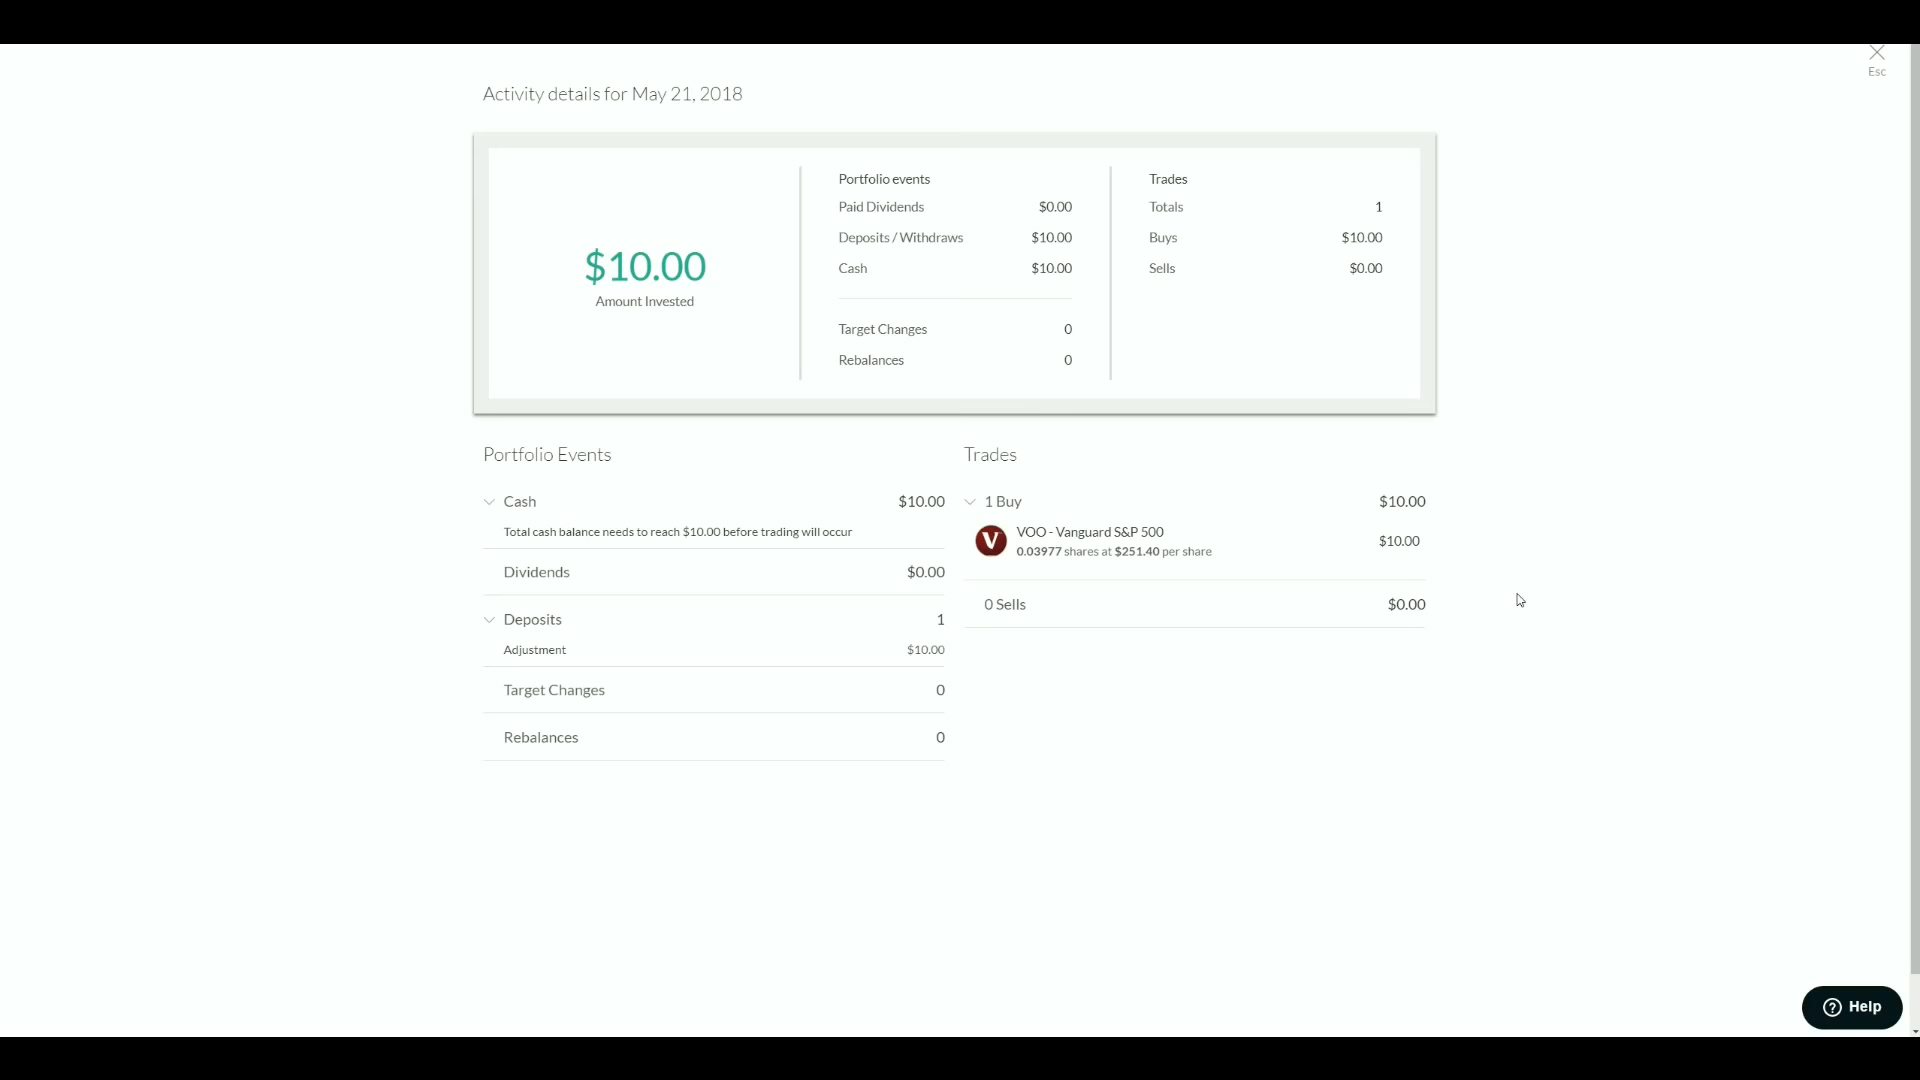 Esc
Activity details for May 21, 2018
$10.00
Amount Invested
Portfolio events
Paid Dividends $0.00
Deposits / Withdraws $10.00
Cash $10.00
Target Changes 0
Rebalances 0
Trades
Totals 1
Buys $10.00
Sells $0.00
Portfolio Events
Cash $10.00
Total cash balance needs to reach $10.00 before trading will occur
Dividends $0.00
Deposits 1
Adjustment $10.00
Target Changes 0
Rebalances 0
Trades
1 Buy $10.00
V
VOO - Vanguard S&P 500
0.03977 shares at $251.40 per share
$10.00
0 Sells $0.00
? Help